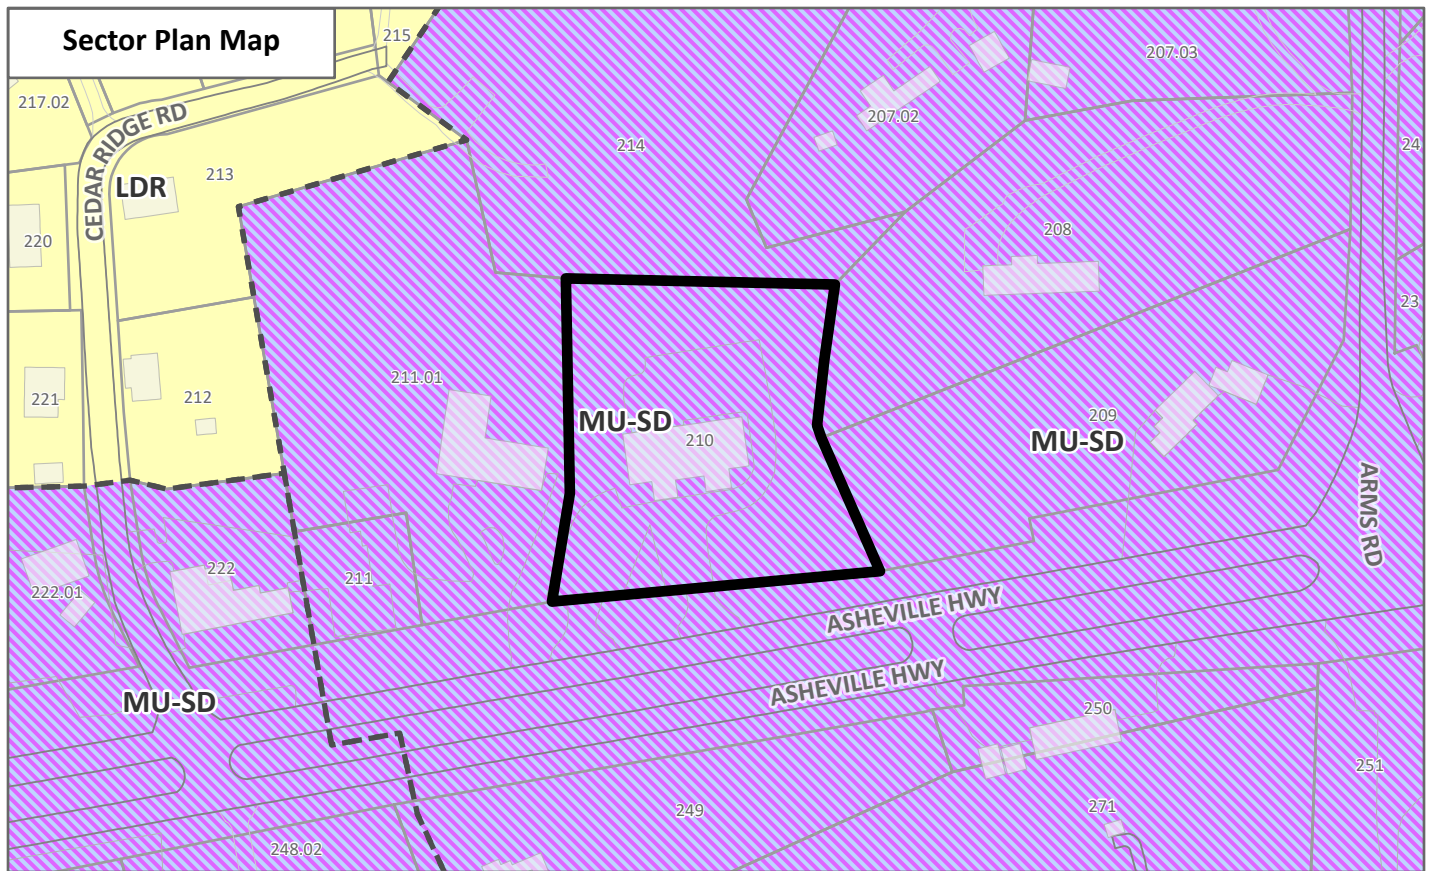 Sector Plan Map
215
207.03
217.02
CEDAR RIDGE RD
207.02
214
24
213
LDR
220
208
23
211.01
221
212
MU-SD
210
209
MU-SD
ARMS RD
222
211
222.01
ASHEVILLE HWY
ASHEVILLE HWY
MU-SD
250
251
249
271
248.02